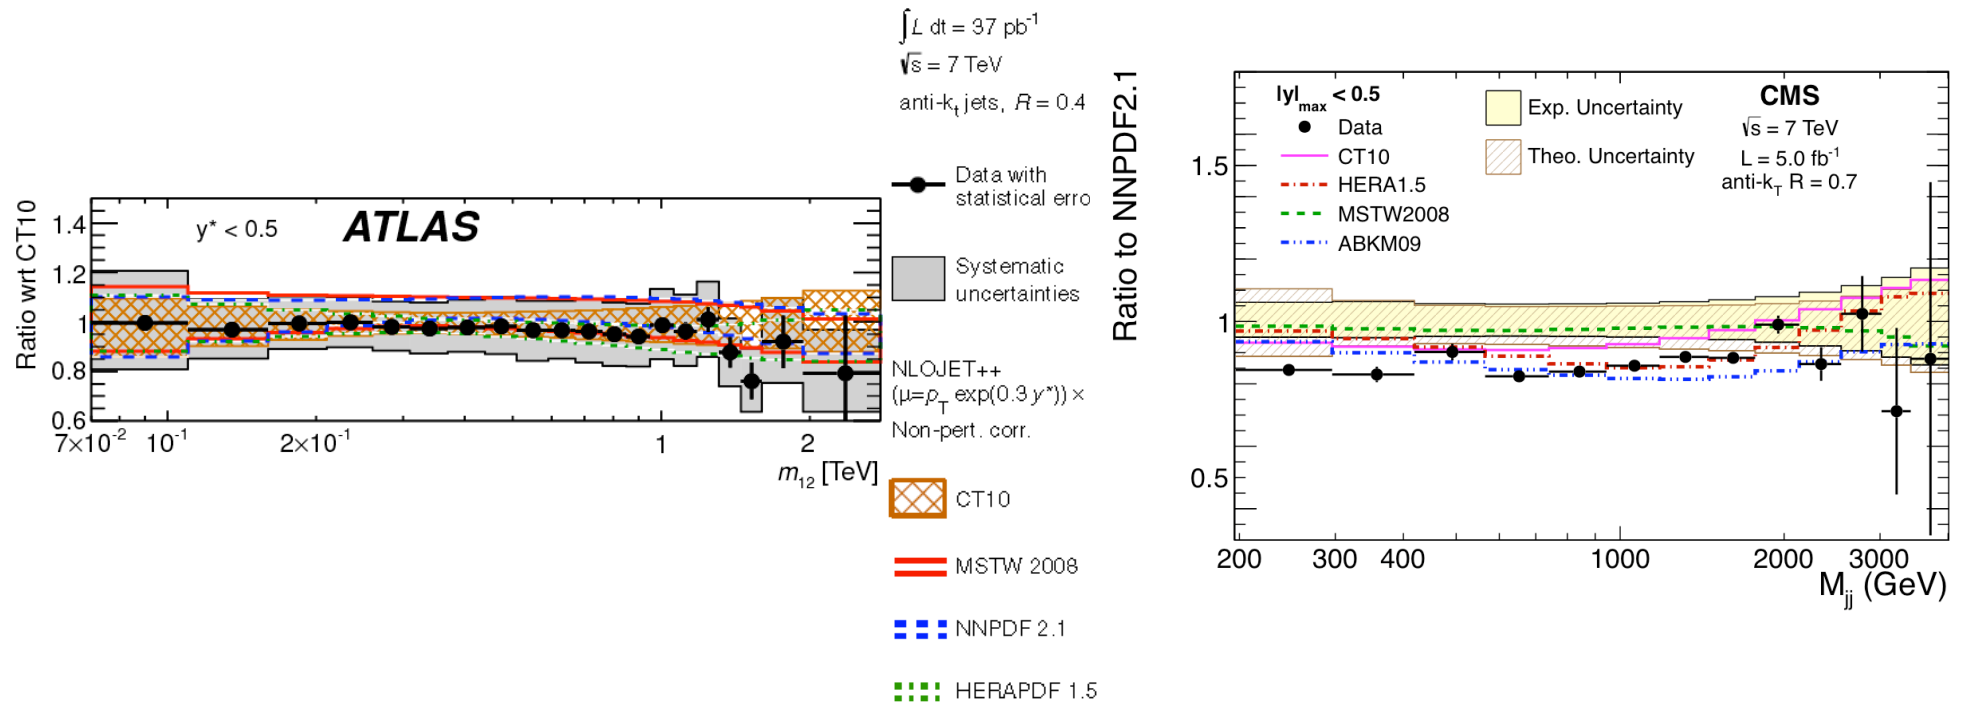 ∫L dt = 37 pb⁻¹
√s = 7 TeV
anti-kt jets, R = 0.4
Data with
statistical erro
Systematic
uncertainties
NLOJET++
(μ=pT exp(0.3 y*)) ×
Non-pert. corr.
CT10
MSTW 2008
NNPDF 2.1
HERAPDF 1.5
Ratio wrt CT10
y* < 0.5
ATLAS
1.4
1.2
1
0.8
0.6
7×10⁻² 10⁻¹ 2×10⁻¹ 1 2
m12 [TeV]
Ratio to NNPDF2.1
|y|max < 0.5
Data
CT10
HERA1.5
MSTW2008
ABKM09
Exp. Uncertainty
Theo. Uncertainty
CMS
√s = 7 TeV
L = 5.0 fb⁻¹
anti-kT R = 0.7
1.5
1
0.5
200 300 400 1000 2000 3000
Mjj (GeV)